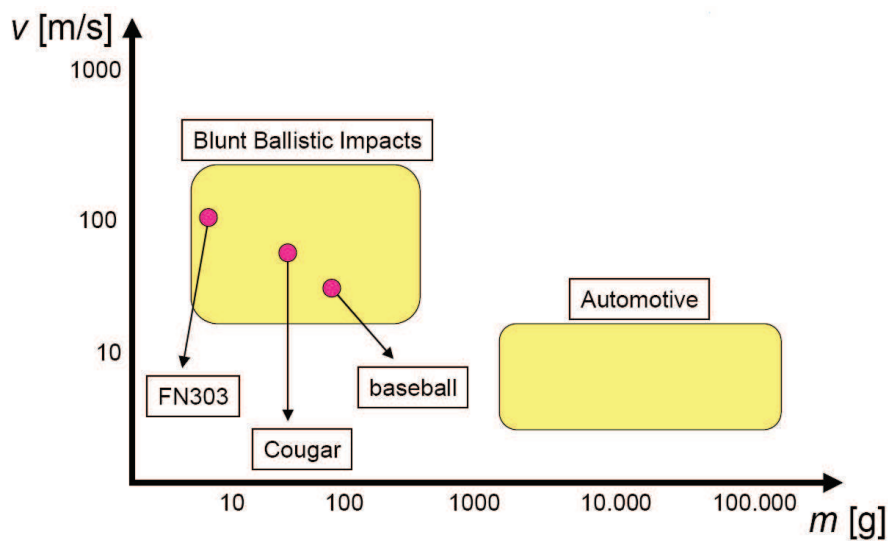 v [m/s]
1000
Blunt Ballistic Impacts
100
Automotive
10
FN303
baseball
Cougar
10 100 1000 10.000 100.000
m [g]